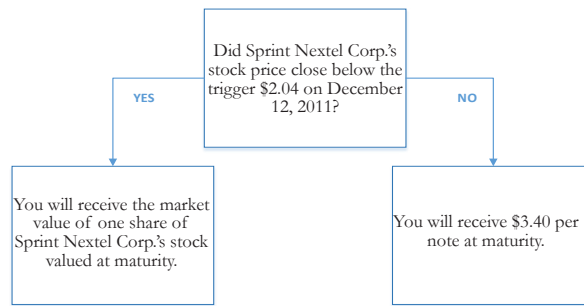 Did Sprint Nextel Corp.'s
stock price close below the
trigger $2.04 on December
12, 2011?
YES
NO
You will receive the market
value of one share of
Sprint Nextel Corp.'s stock
valued at maturity.
You will receive $3.40 per
note at maturity.